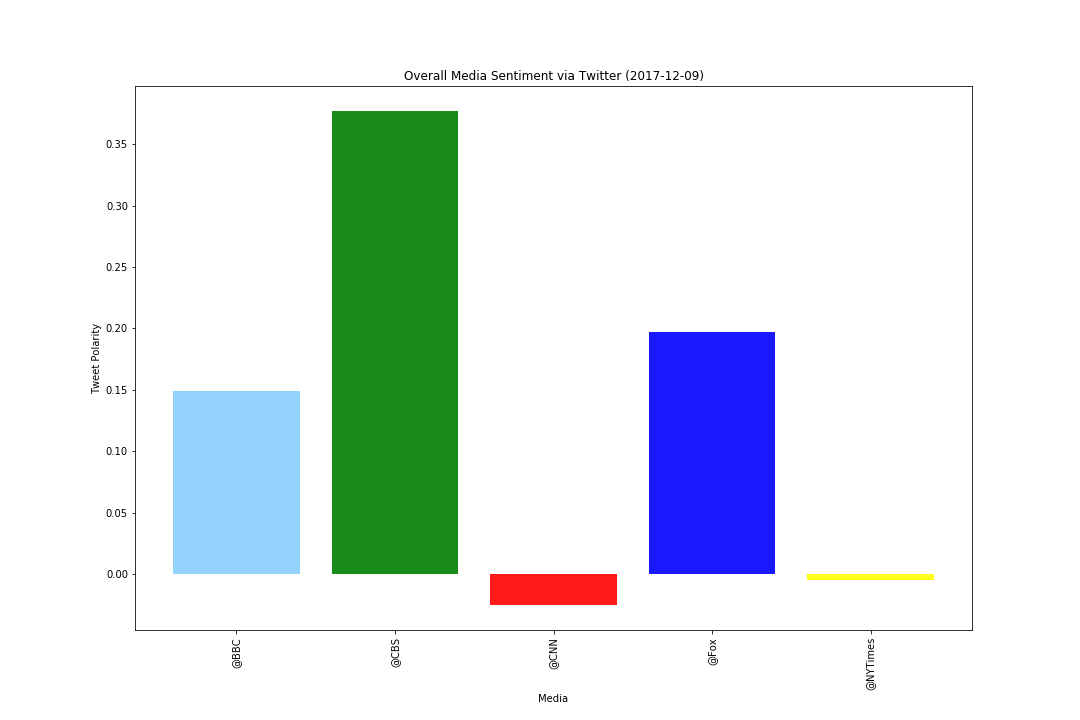 Overall Media Sentiment via Twitter (2017-12-09)
Tweet Polarity
0.35
0.30
0.25
0.20
0.15
0.10
0.05
0.00
@BBC
@CBS
@CNN
@Fox
@NYTimes
Media